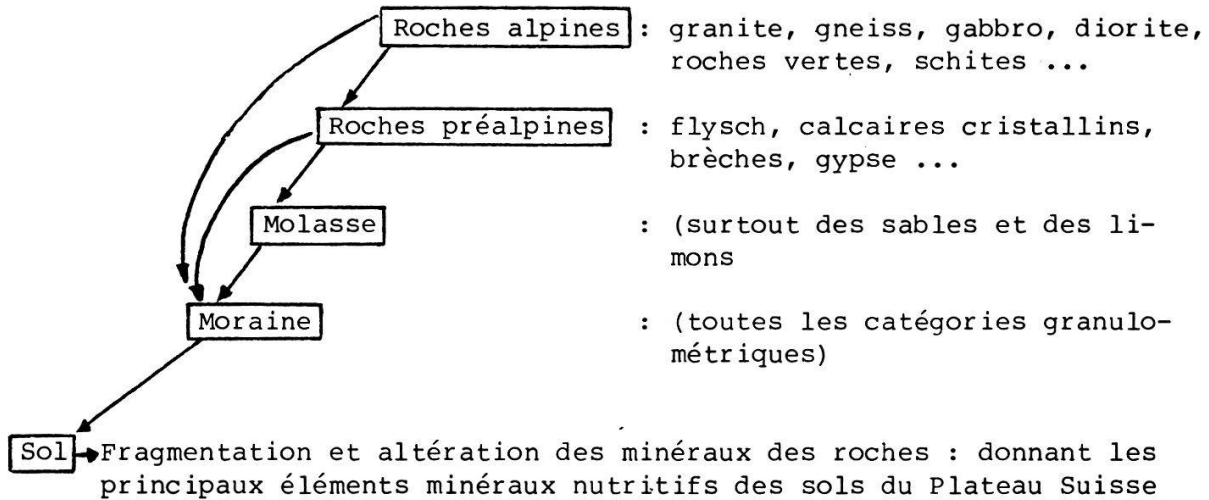 Roches alpines : granite, gneiss, gabbro, diorite,
roches vertes, schites ...
Roches préalpines : flysch, calcaires cristallins,
brèches, gypse ...
Molasse : (surtout des sables et des li-
mons
Moraine : (toutes les catégories granulo-
métriques)
Sol Fragmentation et altération des minéraux des roches : donnant les
principaux éléments minéraux nutritifs des sols du Plateau Suisse